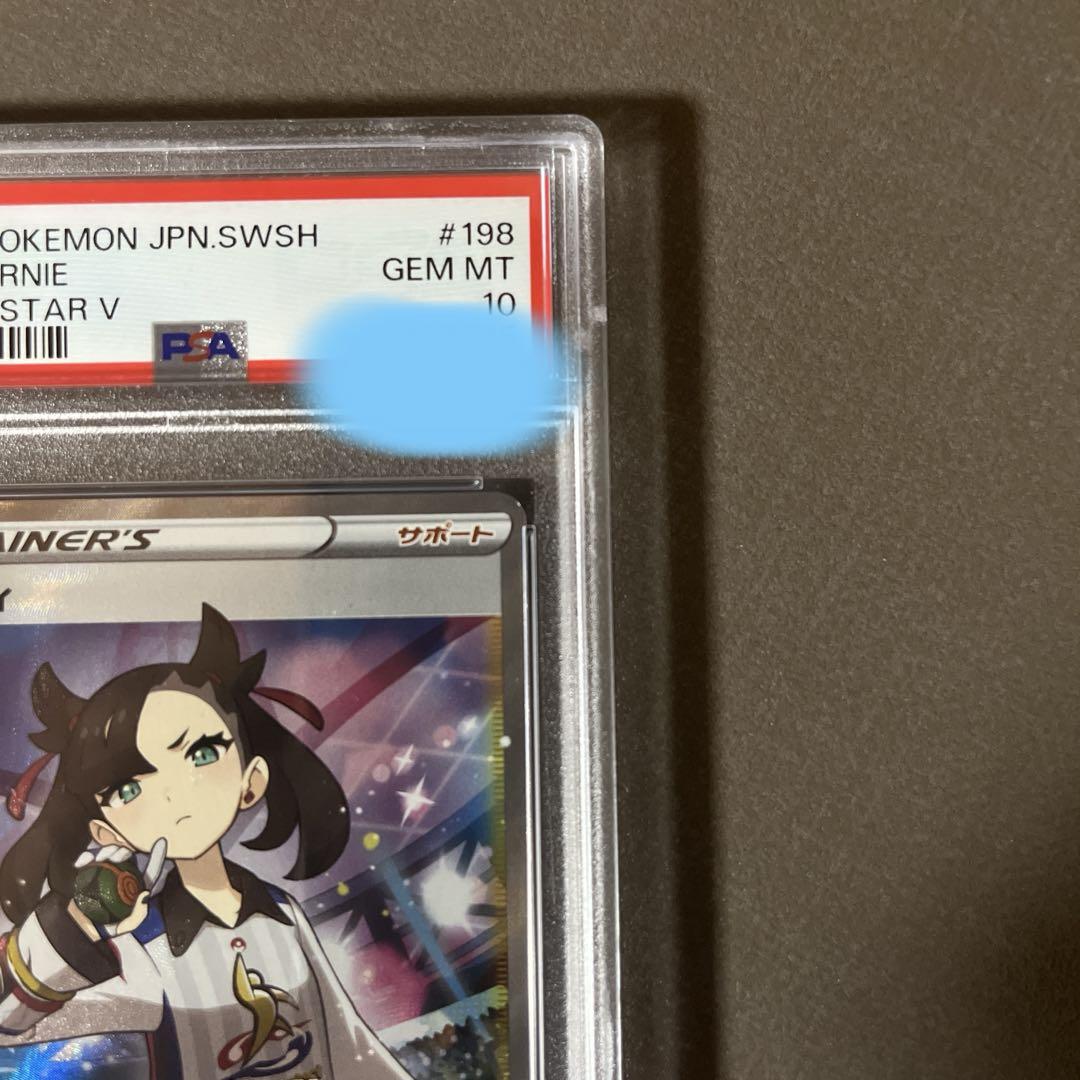 OKEMON JPN.SWSH #198
RNIE GEM MT
STAR V 10
PSA
AINER'S サポート